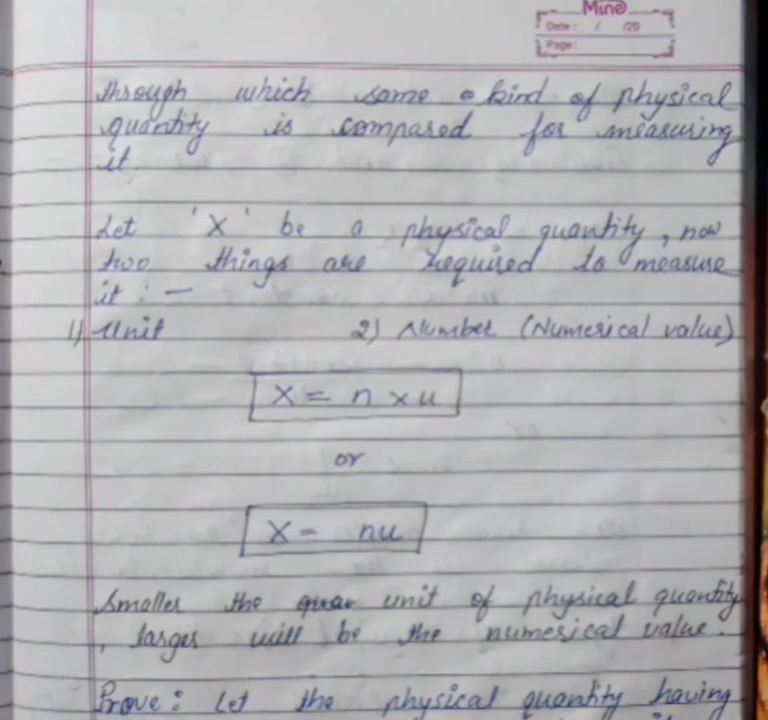 Mine
Date : / /20
Page :
through which same kind of physical
quantity is compared for measuring
it.
Let 'X' be a physical quantity, now
two things are required to measure
it : —
1) Unit 2) Number (Numerical value)
X = n × u
or
X = nu
Smaller the unit of physical quantity
, larger will be the numerical value.
Prove : Let the physical quantity having